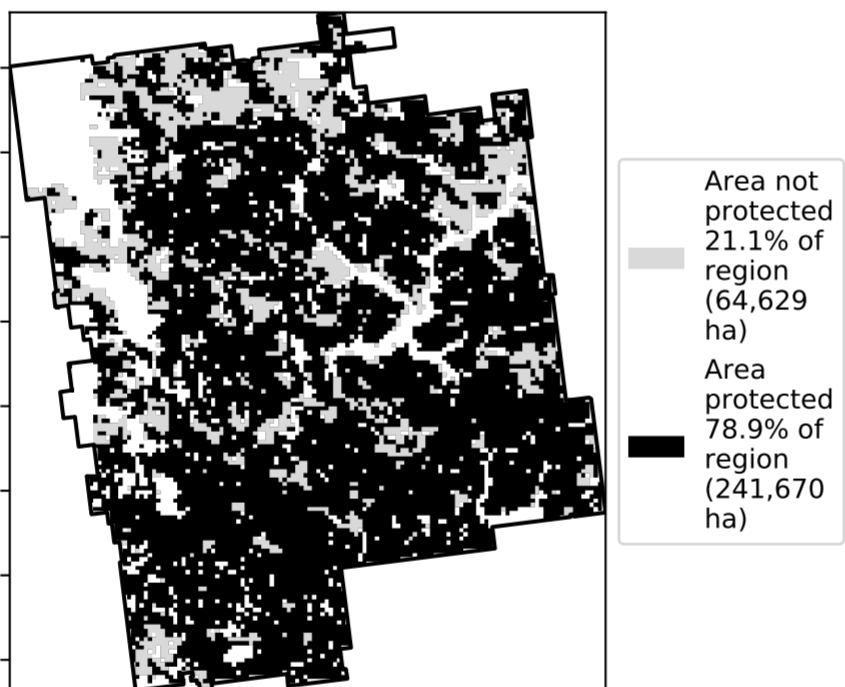 Area not
protected
21.1% of
region
(64,629
ha)
Area
protected
78.9% of
region
(241,670
ha)